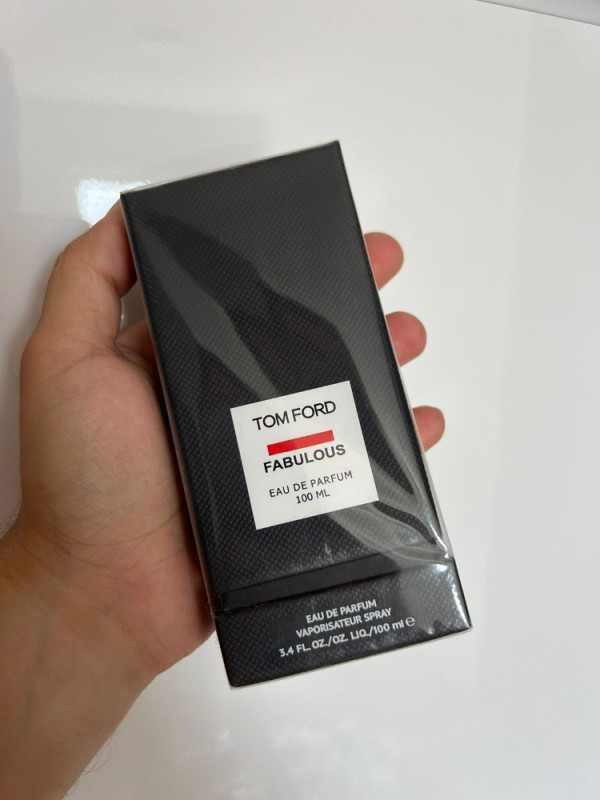 TOM FORD
FABULOUS
EAU DE PARFUM
100 ML
EAU DE PARFUM
VAPORISATEUR SPRAY
3.4 FL. OZ./OZ. LIQ./100 ml ℮